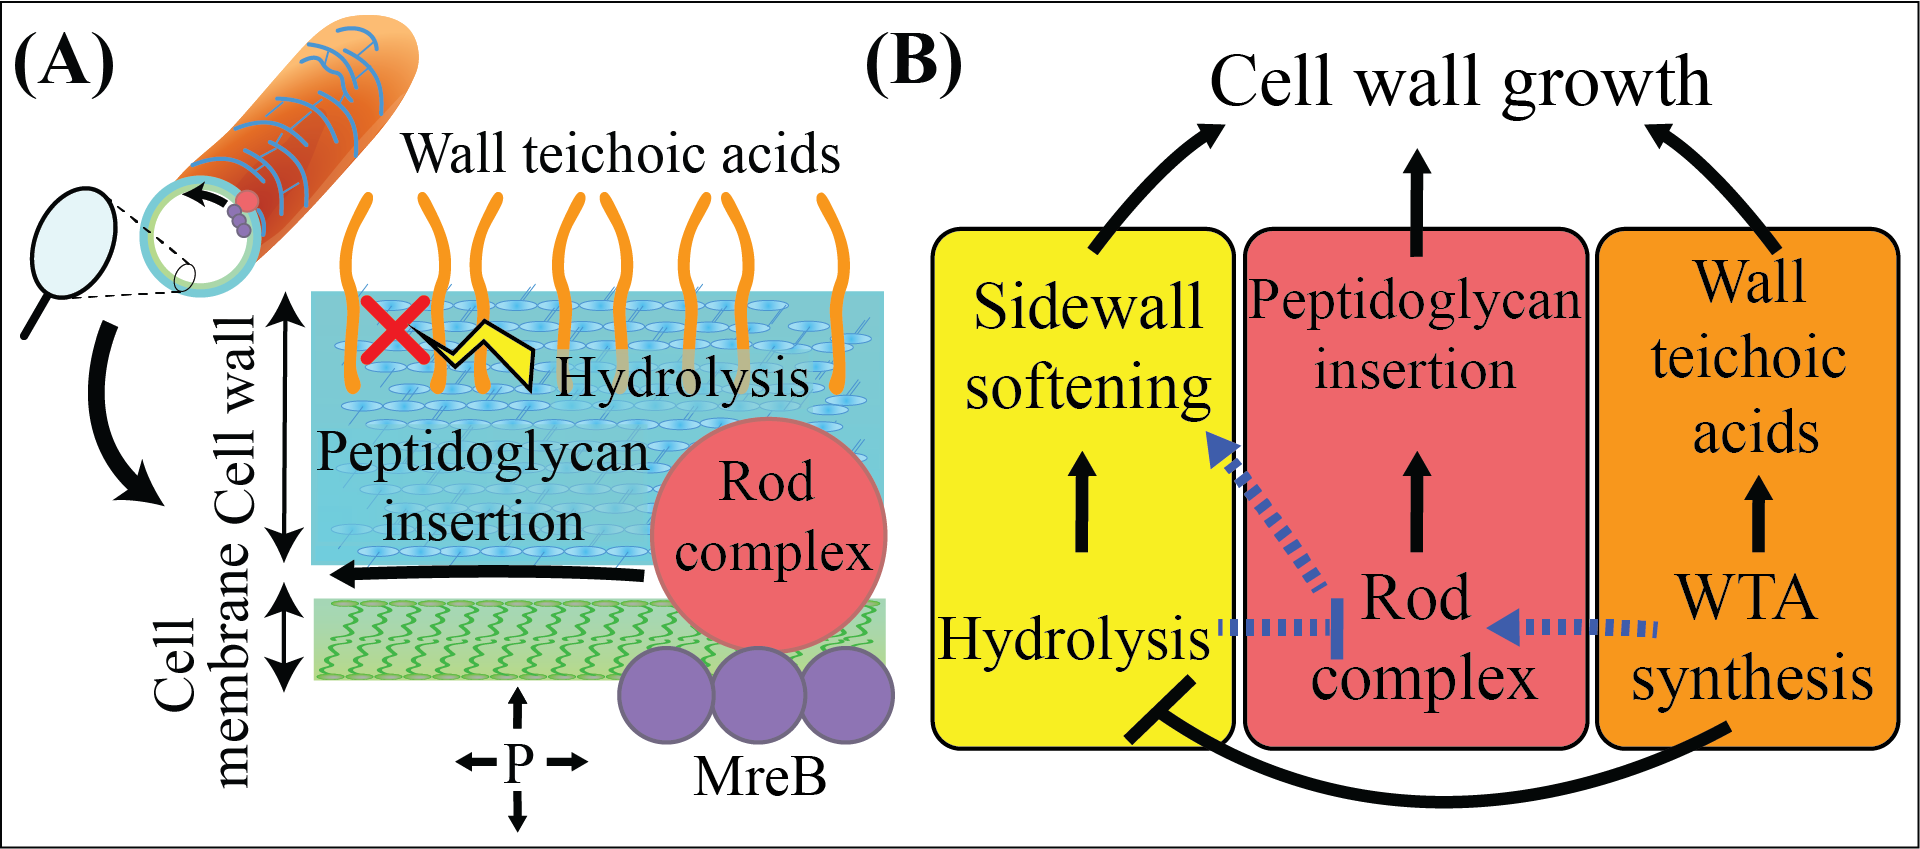 (A)
Wall teichoic acids
Hydrolysis
Peptidoglycan
insertion
Rod
complex
Cell wall
Cell
membrane
P
MreB
(B)
Cell wall growth
Sidewall
softening
Hydrolysis
Peptidoglycan
insertion
Rod
complex
Wall
teichoic
acids
WTA
synthesis